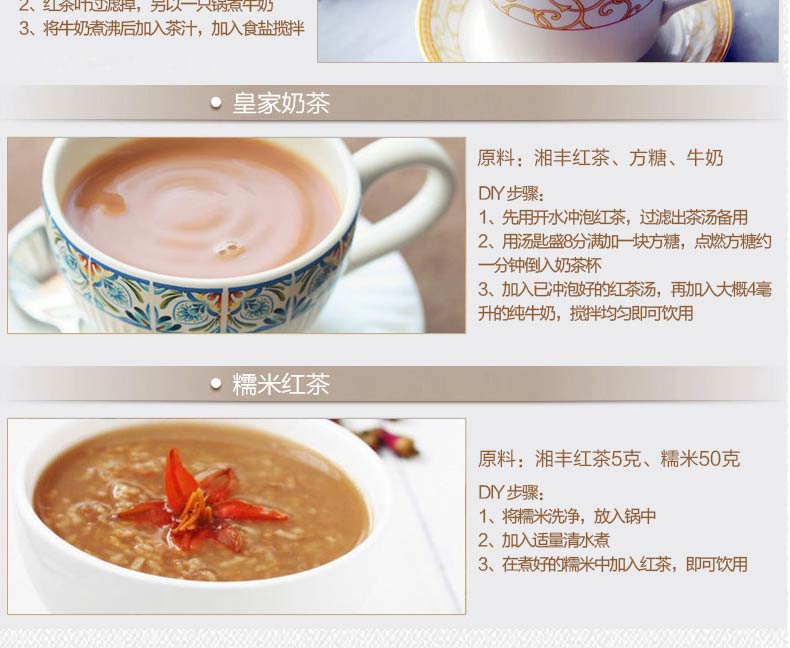 2、红茶叶过滤掉，另以一只锅煮牛奶
3、将牛奶煮沸后加入茶汁，加入食盐搅拌
皇家奶茶
原料：湘丰红茶、方糖、牛奶
DIY步骤：
1、先用开水冲泡红茶，过滤出茶汤备用
2、用汤匙盛8分满加一块方糖，点燃方糖约
一分钟倒入奶茶杯
3、加入已冲泡好的红茶汤，再加入大概4毫
升的纯牛奶，搅拌均匀即可饮用
糯米红茶
原料：湘丰红茶5克、糯米50克
DIY步骤：
1、将糯米洗净，放入锅中
2、加入适量清水煮
3、在煮好的糯米中加入红茶，即可饮用